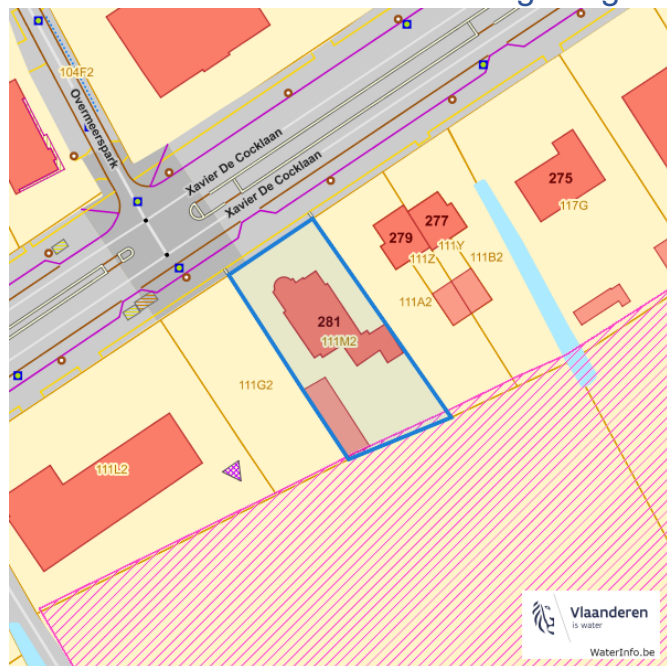 104F2
Overmeerspark
Xavier De Cocklaan
Xavier De Cocklaan
275
117G
277
279
111Y
111Z
111B2
111A2
281
111M2
111G2
111L2
Vlaanderen
is water
WaterInfo.be